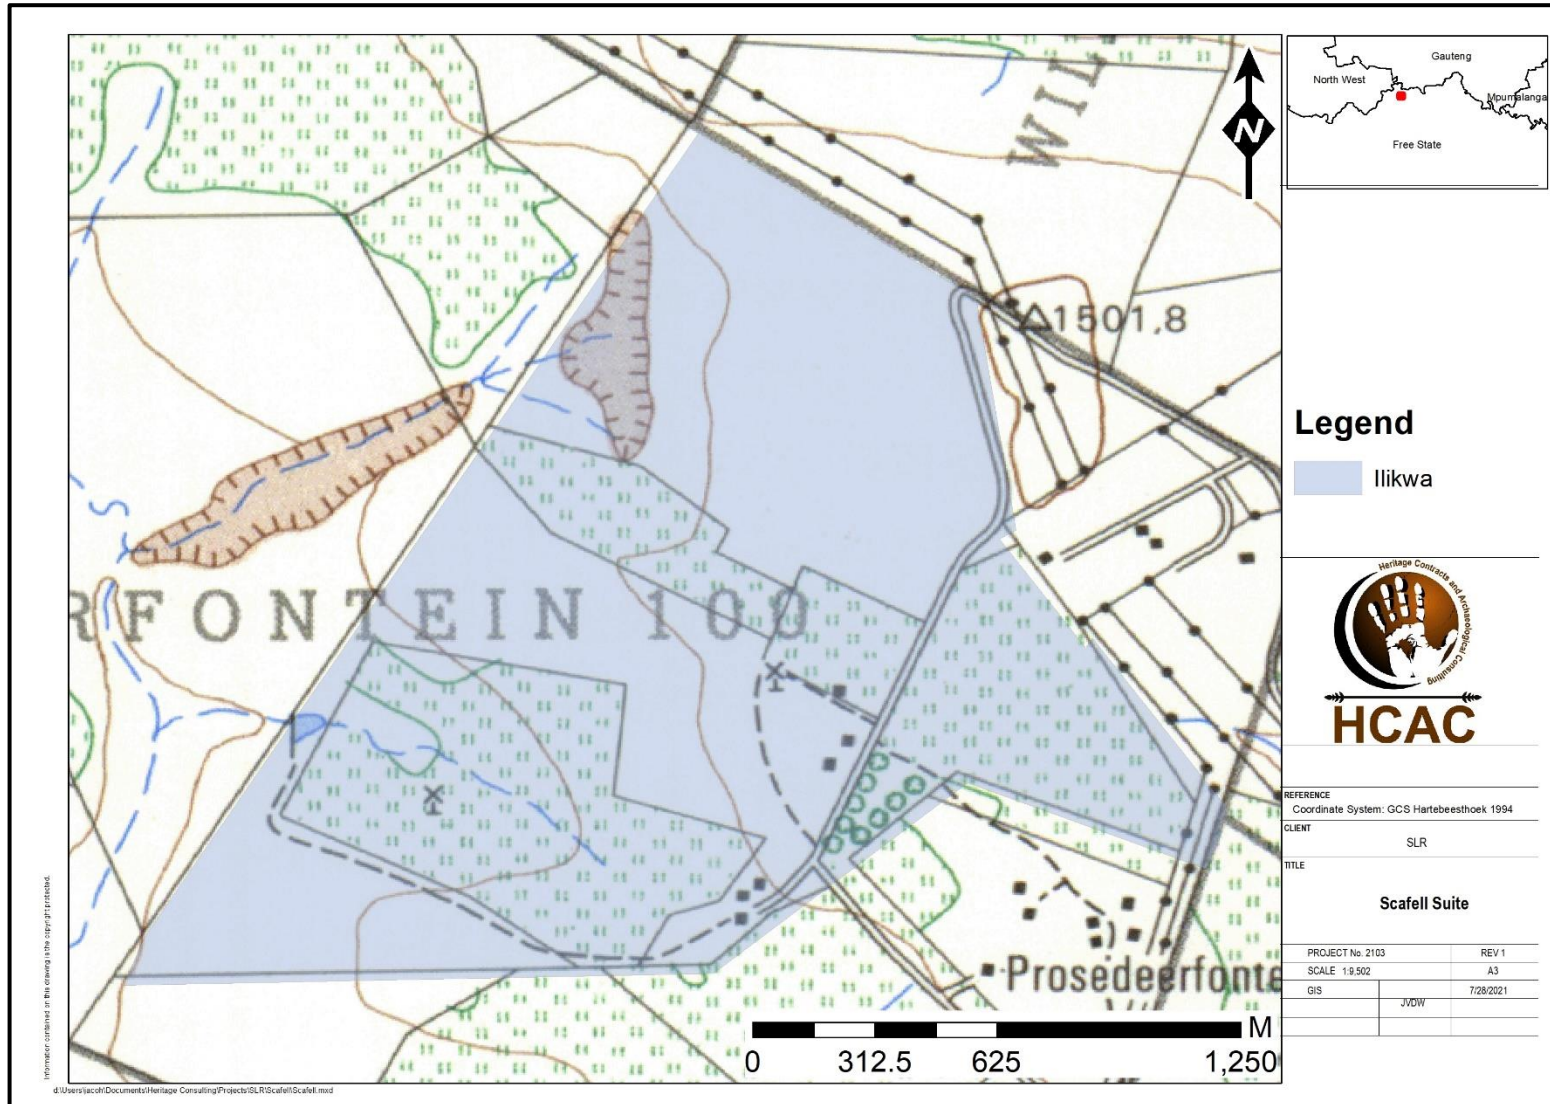 WIL
1501,8
RFONTEIN 100
Prosedeerfonte
M
0 312.5 625 1,250
N
Gauteng
North West
Mpumalanga
Free State
Legend
Ilikwa
Heritage Contracts and Archaeological Consulting
HCAC
REFERENCE
Coordinate System: GCS Hartebeesthoek 1994
CLIENT
SLR
TITLE
Scafell Suite
PROJECT No. 2103 REV 1
SCALE 1:9,502 A3
GIS 7/28/2021
JVDW
Information contained on this drawing is the copyright protected.
d:\Users\jacoh\Documents\Heritage Consulting\Projects\SLR\Scafell\Scafell.mxd